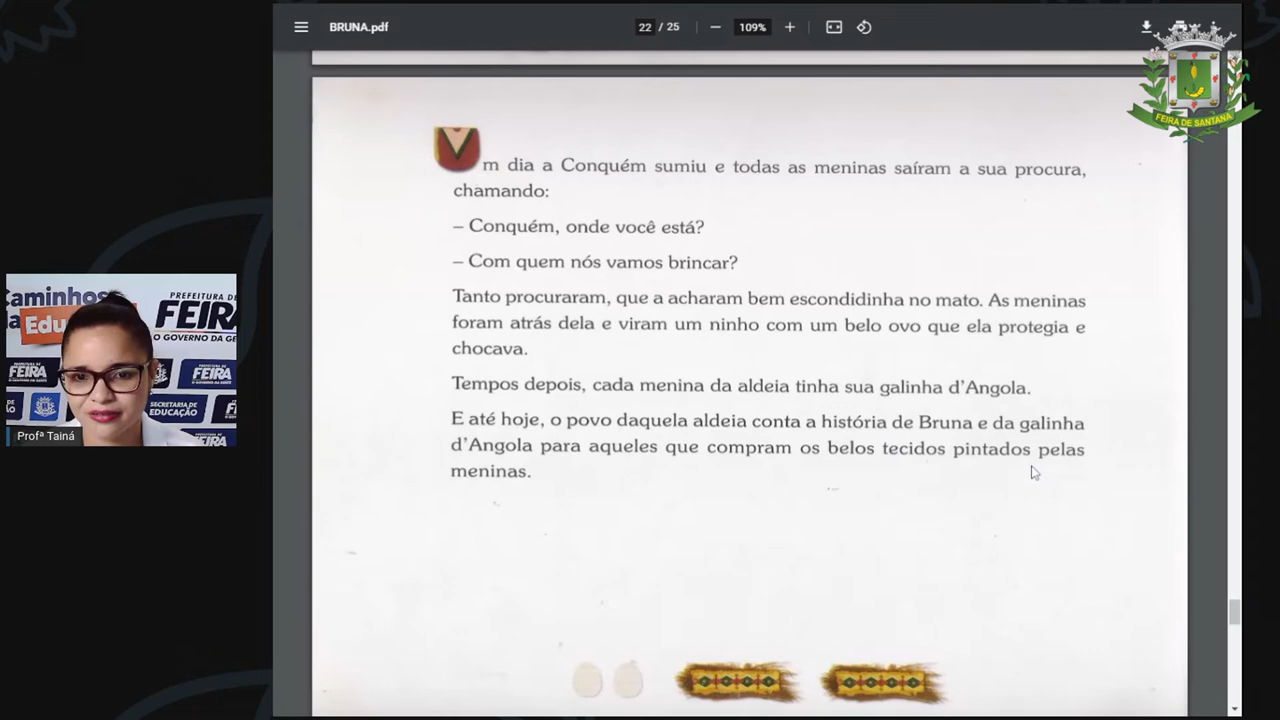 BRUNA.pdf
22 / 25
109%
FEIRA DE SANTANA
Um dia a Conquém sumiu e todas as meninas saíram a sua procura,
chamando:
– Conquém, onde você está?
– Com quem nós vamos brincar?
Tanto procuraram, que a acharam bem escondidinha no mato. As meninas
foram atrás dela e viram um ninho com um belo ovo que ela protegia e
chocava.
Tempos depois, cada menina da aldeia tinha sua galinha d’Angola.
E até hoje, o povo daquela aldeia conta a história de Bruna e da galinha
d’Angola para aqueles que compram os belos tecidos pintados pelas
meninas.
Caminhos
da Edu
PREFEITURA DE
FEIRA
O GOVERNO DA GE
FEIRA
FEIRA
SECRETARIA DE
EDUCAÇÃO
Profª Tainá